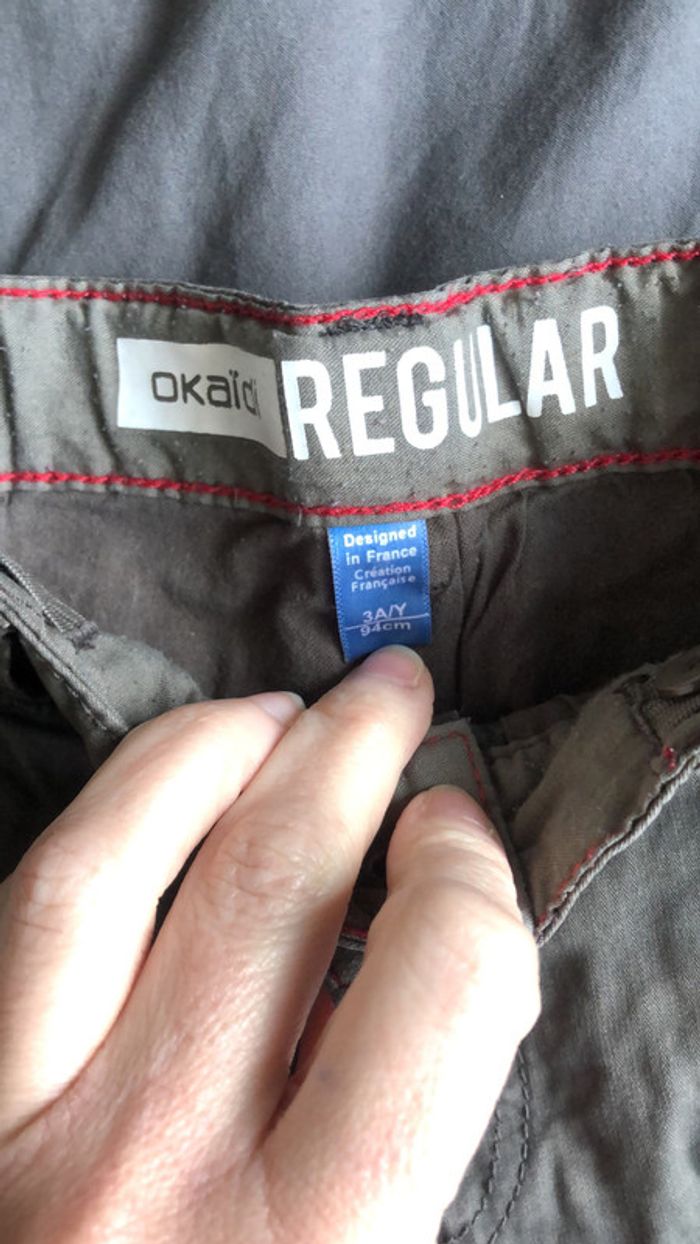 OKaïdi
REGULAR
Designed
in France
Création
Française
3A/Y
94cm